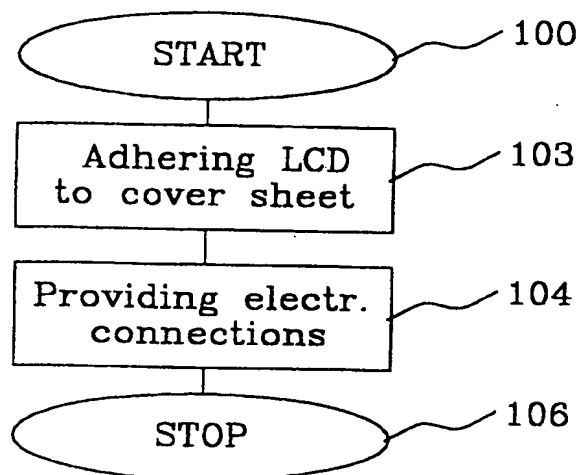 START
100
Adhering LCD
to cover sheet
103
Providing electr.
connections
104
STOP
106